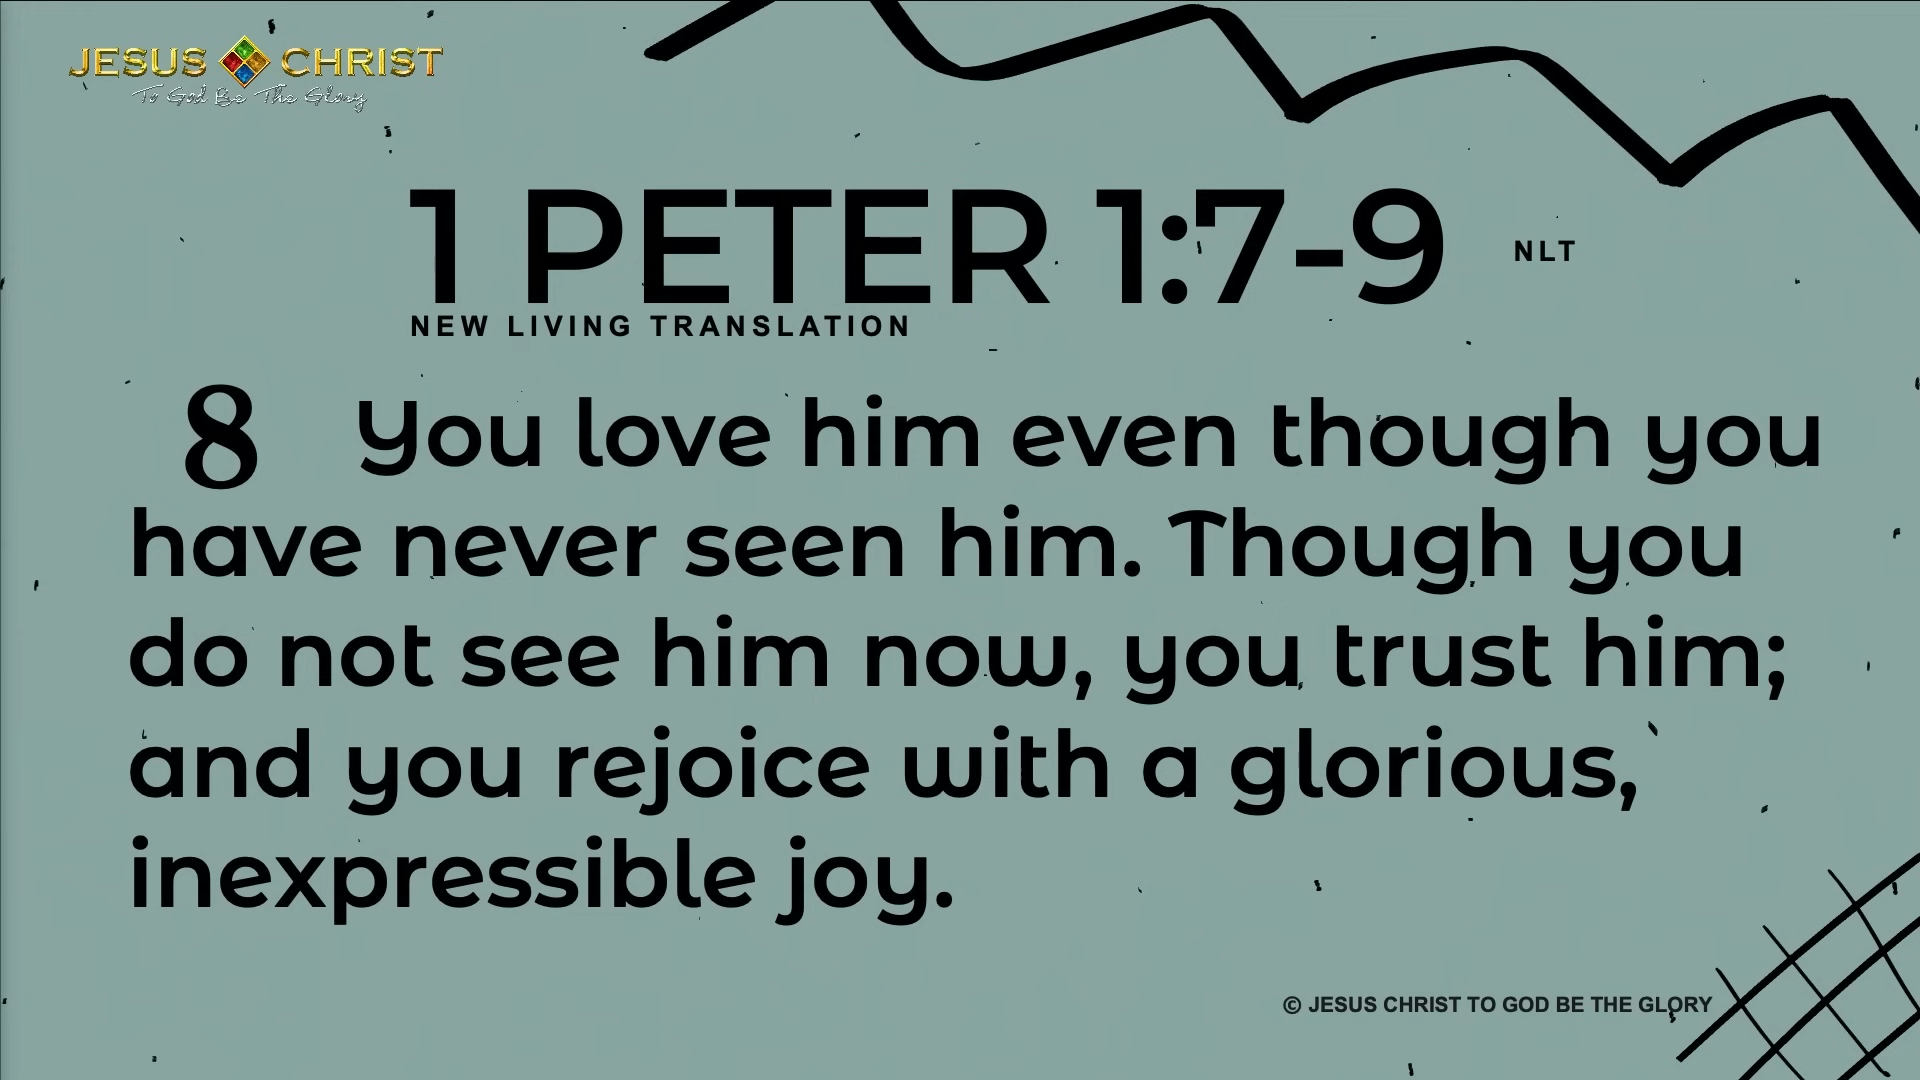 JESUS CHRIST
To God Be The Glory
1 PETER 1:7-9 NLT
NEW LIVING TRANSLATION
8 You love him even though you
have never seen him. Though you
do not see him now, you trust him;
and you rejoice with a glorious,
inexpressible joy.
© JESUS CHRIST TO GOD BE THE GLORY